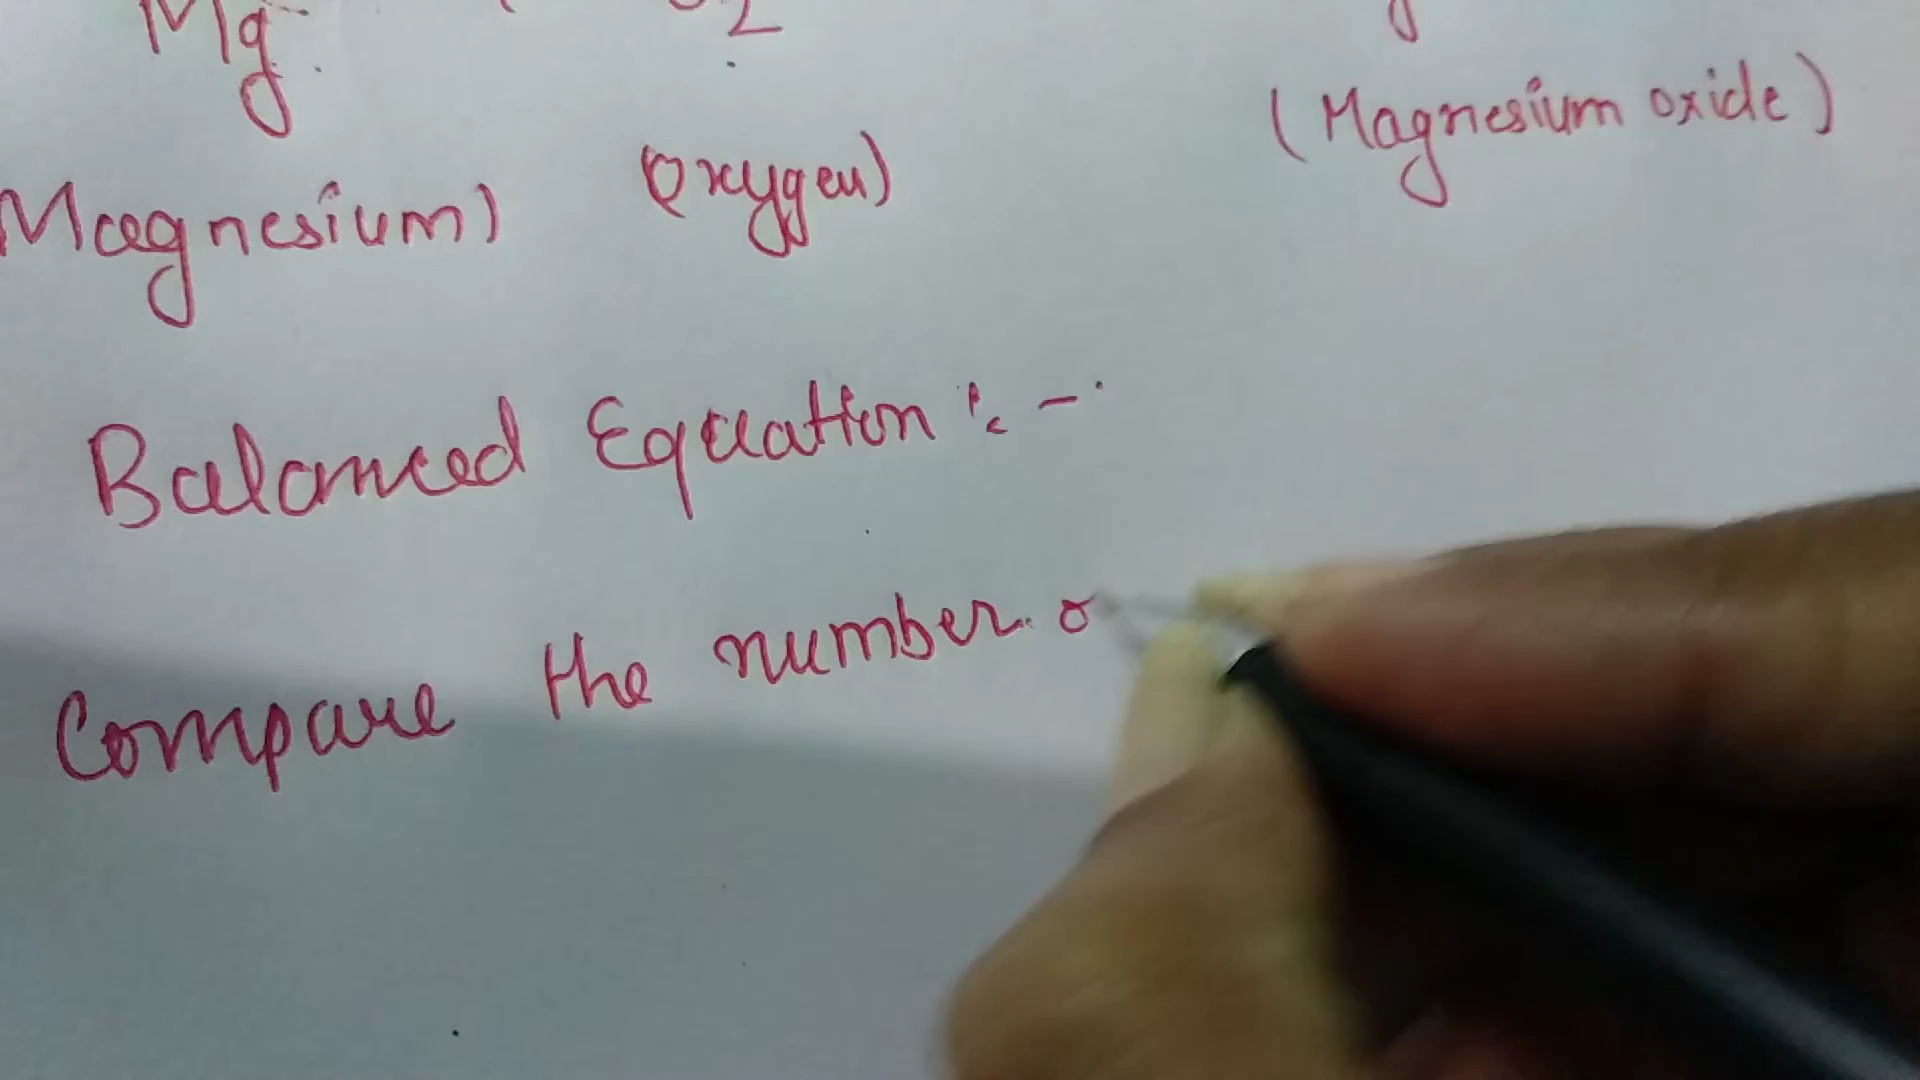 Mg O2
(Magnesium oxide)
Magnesium) (Oxygen)
Balanced Equation :-
Compare the number o